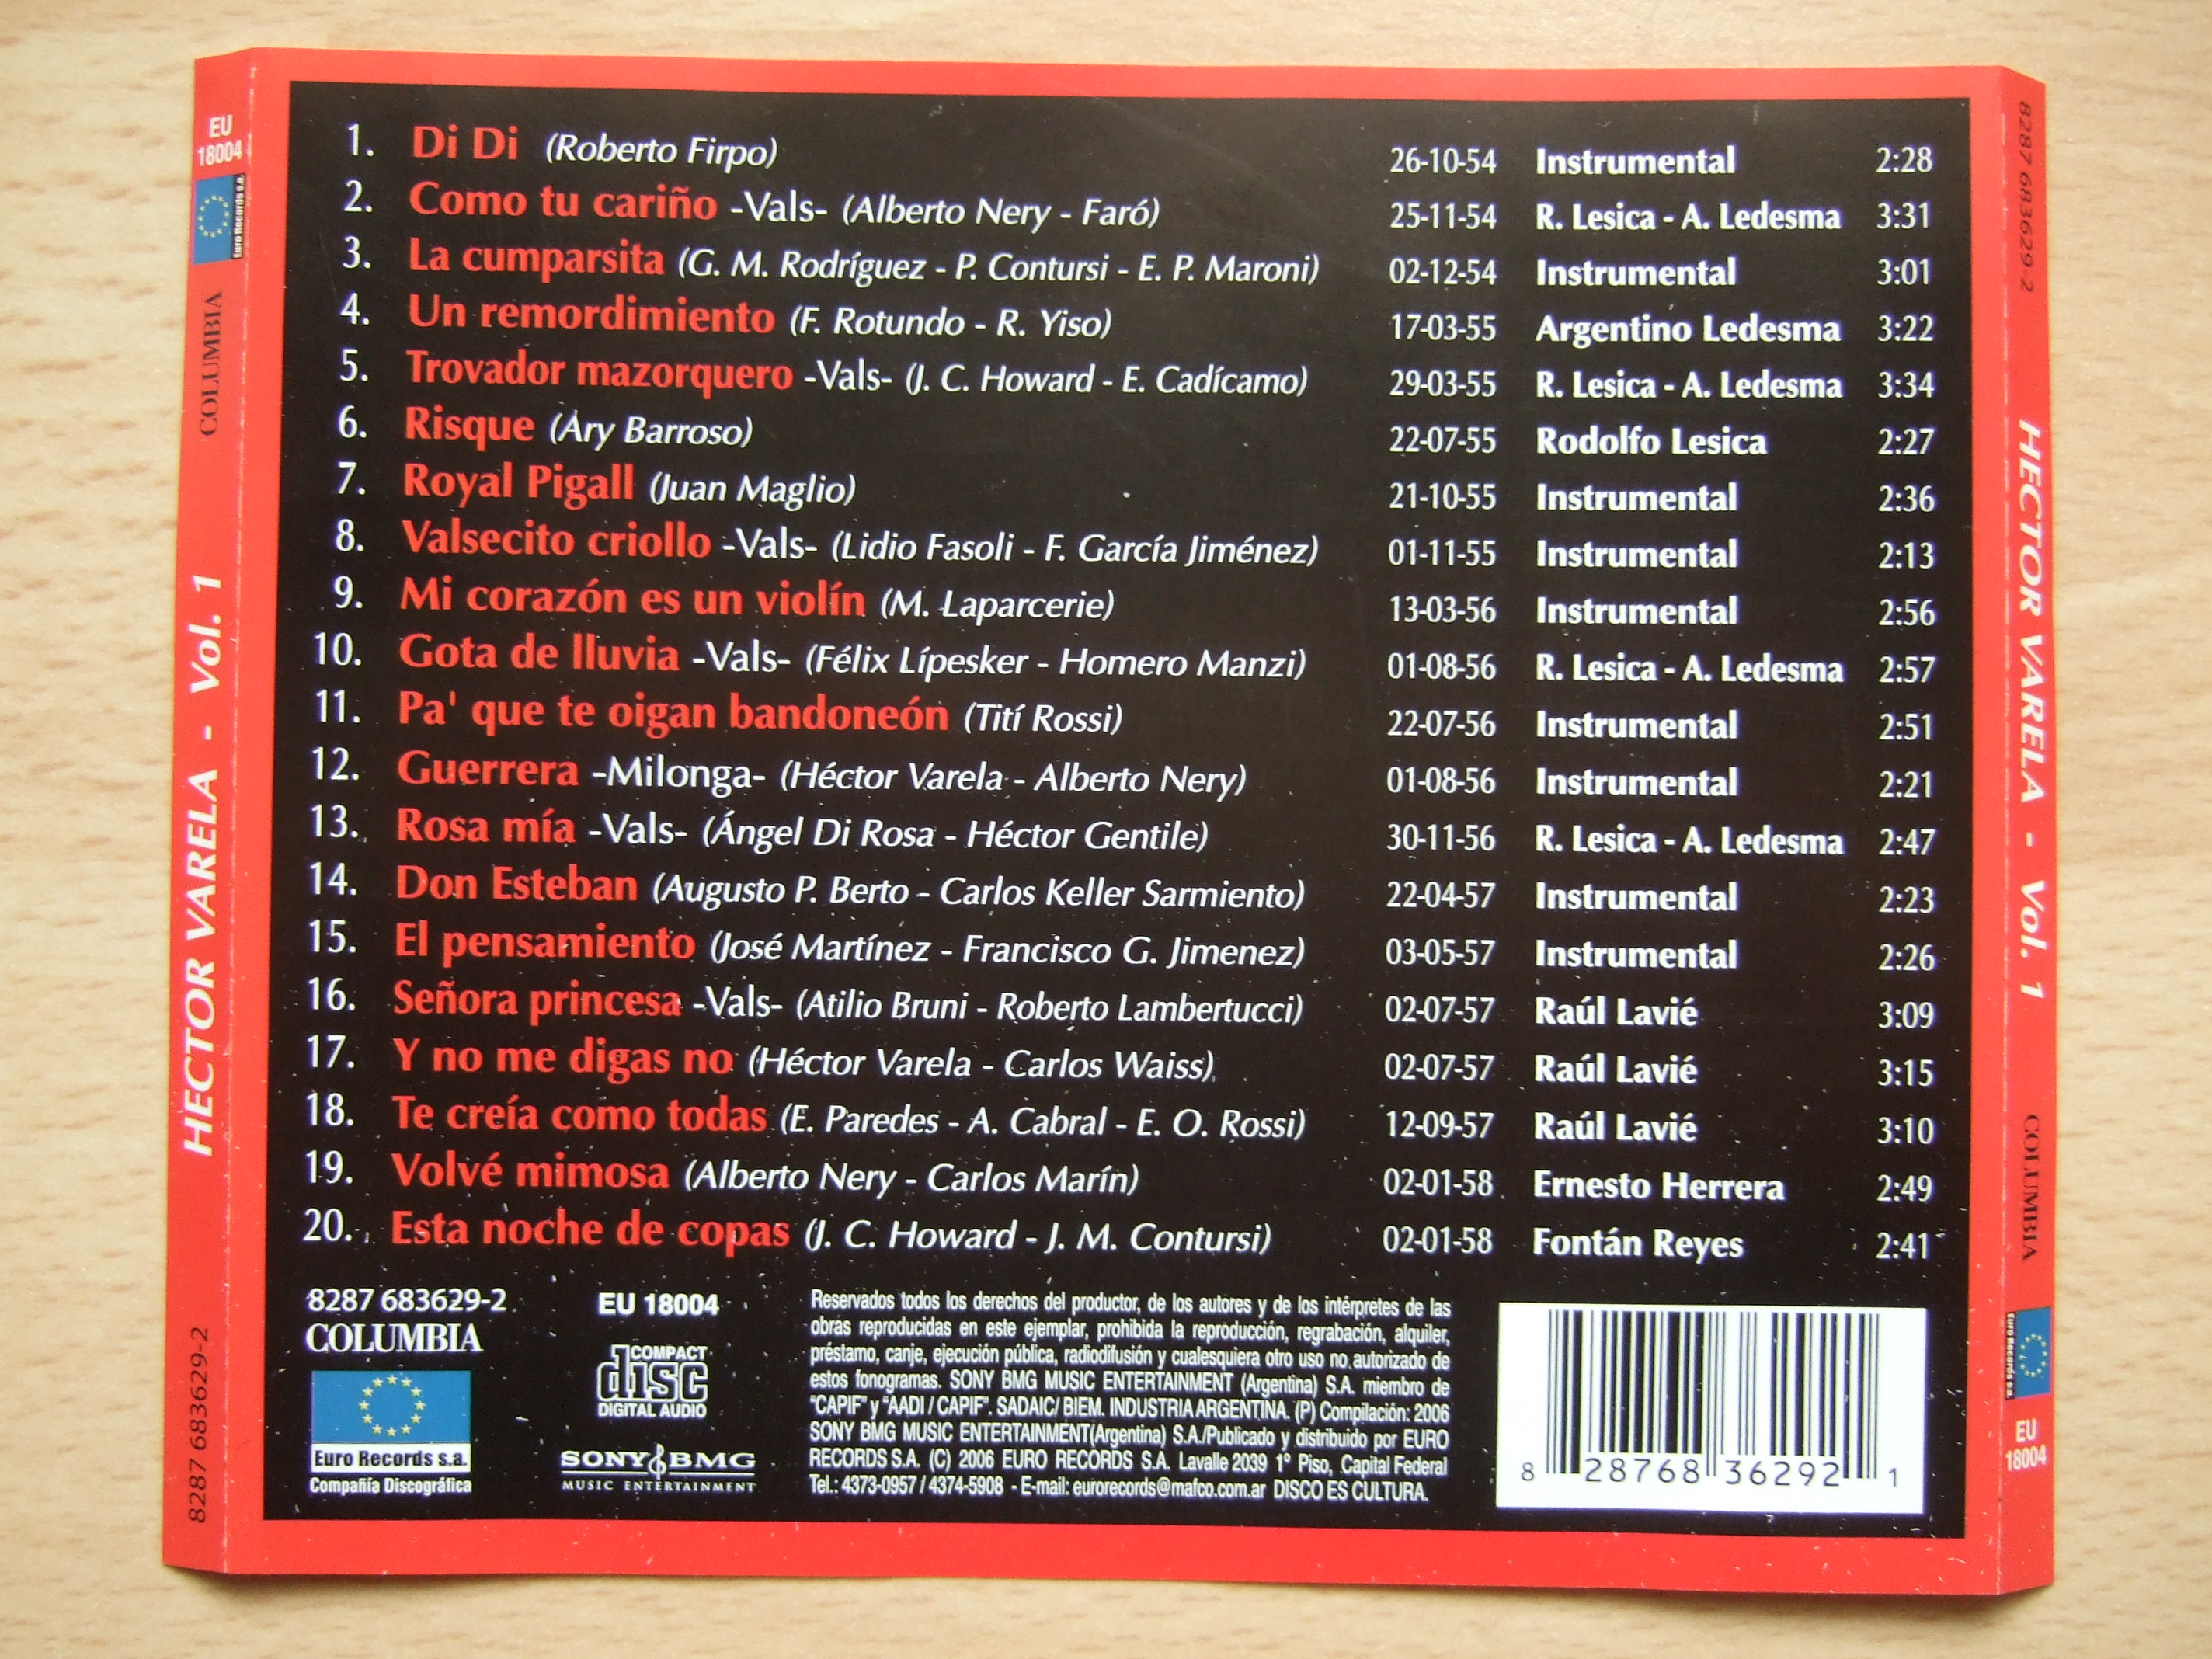 EU
18004
Euro Records s.a.
COLUMBIA
HECTOR VARELA - Vol. 1
8287 683629-2
1. Di Di (Roberto Firpo) 26-10-54 Instrumental 2:28
2. Como tu cariño -Vals- (Alberto Nery - Faró) 25-11-54 R. Lesica - A. Ledesma 3:31
3. La cumparsita (G. M. Rodríguez - P. Contursi - E. P. Maroni) 02-12-54 Instrumental 3:01
4. Un remordimiento (F. Rotundo - R. Yiso) 17-03-55 Argentino Ledesma 3:22
5. Trovador mazorquero -Vals- (J. C. Howard - E. Cadícamo) 29-03-55 R. Lesica - A. Ledesma 3:34
6. Risque (Ary Barroso) 22-07-55 Rodolfo Lesica 2:27
7. Royal Pigall (Juan Maglio) 21-10-55 Instrumental 2:36
8. Valsecito criollo -Vals- (Lidio Fasoli - F. García Jiménez) 01-11-55 Instrumental 2:13
9. Mi corazón es un violín (M. Laparcerie) 13-03-56 Instrumental 2:56
10. Gota de lluvia -Vals- (Félix Lípesker - Homero Manzi) 01-08-56 R. Lesica - A. Ledesma 2:57
11. Pa' que te oigan bandoneón (Tití Rossi) 22-07-56 Instrumental 2:51
12. Guerrera -Milonga- (Héctor Varela - Alberto Nery) 01-08-56 Instrumental 2:21
13. Rosa mía -Vals- (Ángel Di Rosa - Héctor Gentile) 30-11-56 R. Lesica - A. Ledesma 2:47
14. Don Esteban (Augusto P. Berto - Carlos Keller Sarmiento) 22-04-57 Instrumental 2:23
15. El pensamiento (José Martínez - Francisco G. Jimenez) 03-05-57 Instrumental 2:26
16. Señora princesa -Vals- (Atilio Bruni - Roberto Lambertucci) 02-07-57 Raúl Lavié 3:09
17. Y no me digas no (Héctor Varela - Carlos Waiss) 02-07-57 Raúl Lavié 3:15
18. Te creía como todas (E. Paredes - A. Cabral - E. O. Rossi) 12-09-57 Raúl Lavié 3:10
19. Volvé mimosa (Alberto Nery - Carlos Marín) 02-01-58 Ernesto Herrera 2:49
20. Esta noche de copas (J. C. Howard - J. M. Contursi) 02-01-58 Fontán Reyes 2:41
8287 683629-2
COLUMBIA
Euro Records s.a.
Compañía Discográfica
EU 18004
COMPACT
disc
DIGITAL AUDIO
SONY BMG
MUSIC ENTERTAINMENT
Reservados todos los derechos del productor, de los autores y de los intérpretes de las
obras reproducidas en este ejemplar, prohibida la reproducción, regrabación, alquiler,
préstamo, canje, ejecución pública, radiodifusión y cualesquiera otro uso no autorizado de
estos fonogramas. SONY BMG MUSIC ENTERTAINMENT (Argentina) S.A. miembro de
"CAPIF" y "AADI / CAPIF". SADAIC/ BIEM. INDUSTRIA ARGENTINA. (P) Compilación: 2006
SONY BMG MUSIC ENTERTAINMENT(Argentina) S.A./Publicado y distribuido por EURO
RECORDS S.A. (C) 2006 EURO RECORDS S.A. Lavalle 2039 1º Piso, Capital Federal
Tel.: 4373-0957 / 4374-5908 - E-mail: eurorecords@mafco.com.ar DISCO ES CULTURA.
8 28768 36292 1
8287 683629-2
HECTOR VARELA - Vol. 1
COLUMBIA
Euro Records s.a.
EU
18004